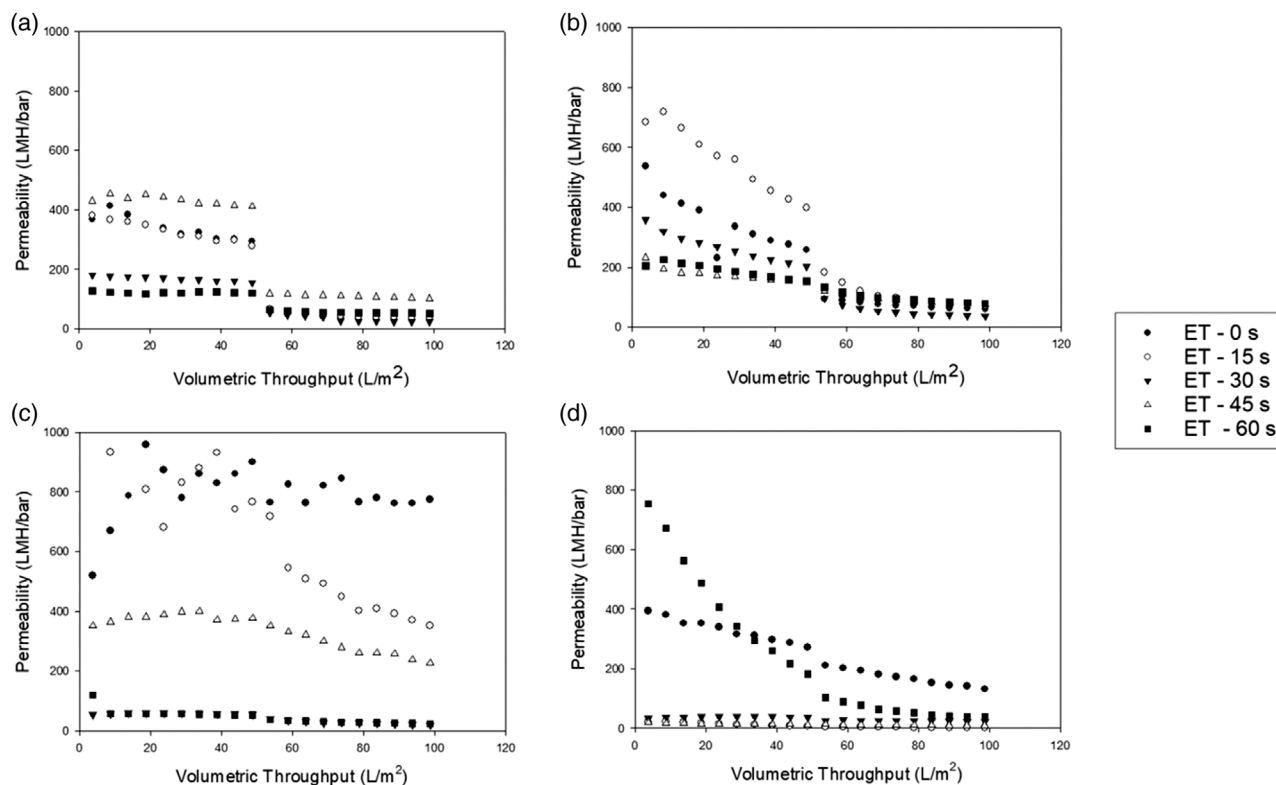 (a)
1000
800
600
400
200
0
Permeability (LMH/bar)
0 20 40 60 80 100 120
Volumetric Throughput (L/m²)
(b)
1000
800
600
400
200
0
Permeability (LMH/bar)
0 20 40 60 80 100 120
Volumetric Throughput (L/m²)
(c)
1000
800
600
400
200
0
Permeability (LMH/bar)
0 20 40 60 80 100 120
Volumetric Throughput (L/m²)
(d)
1000
800
600
400
200
0
Permeability (LMH/bar)
0 20 40 60 80 100 120
Volumetric Throughput (L/m²)
ET - 0 s
ET - 15 s
ET - 30 s
ET - 45 s
ET - 60 s